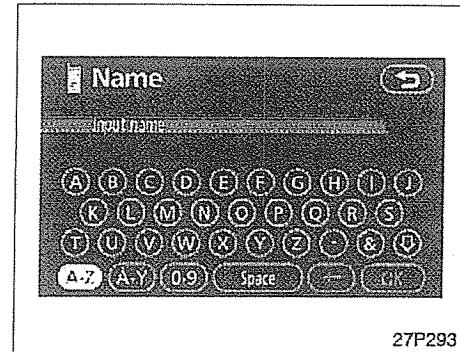 Name
Input name
A B C D E F G H I J
K L M N O P Q R S
T U V W X Y Z - &
A-Z À-Ý 0-9 Space OK
27P293